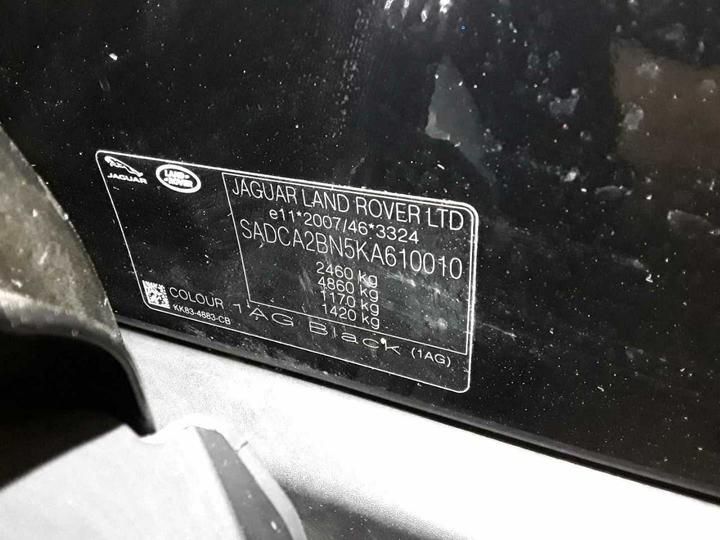 JAGUAR
LAND ROVER
JAGUAR LAND ROVER LTD
e11*2007/46*3324
SADCA2BN5KA610010
2460 kg
4860 kg
1170 kg
1420 kg
COLOUR 1AG Black (1AG)
KK83-4883-CB